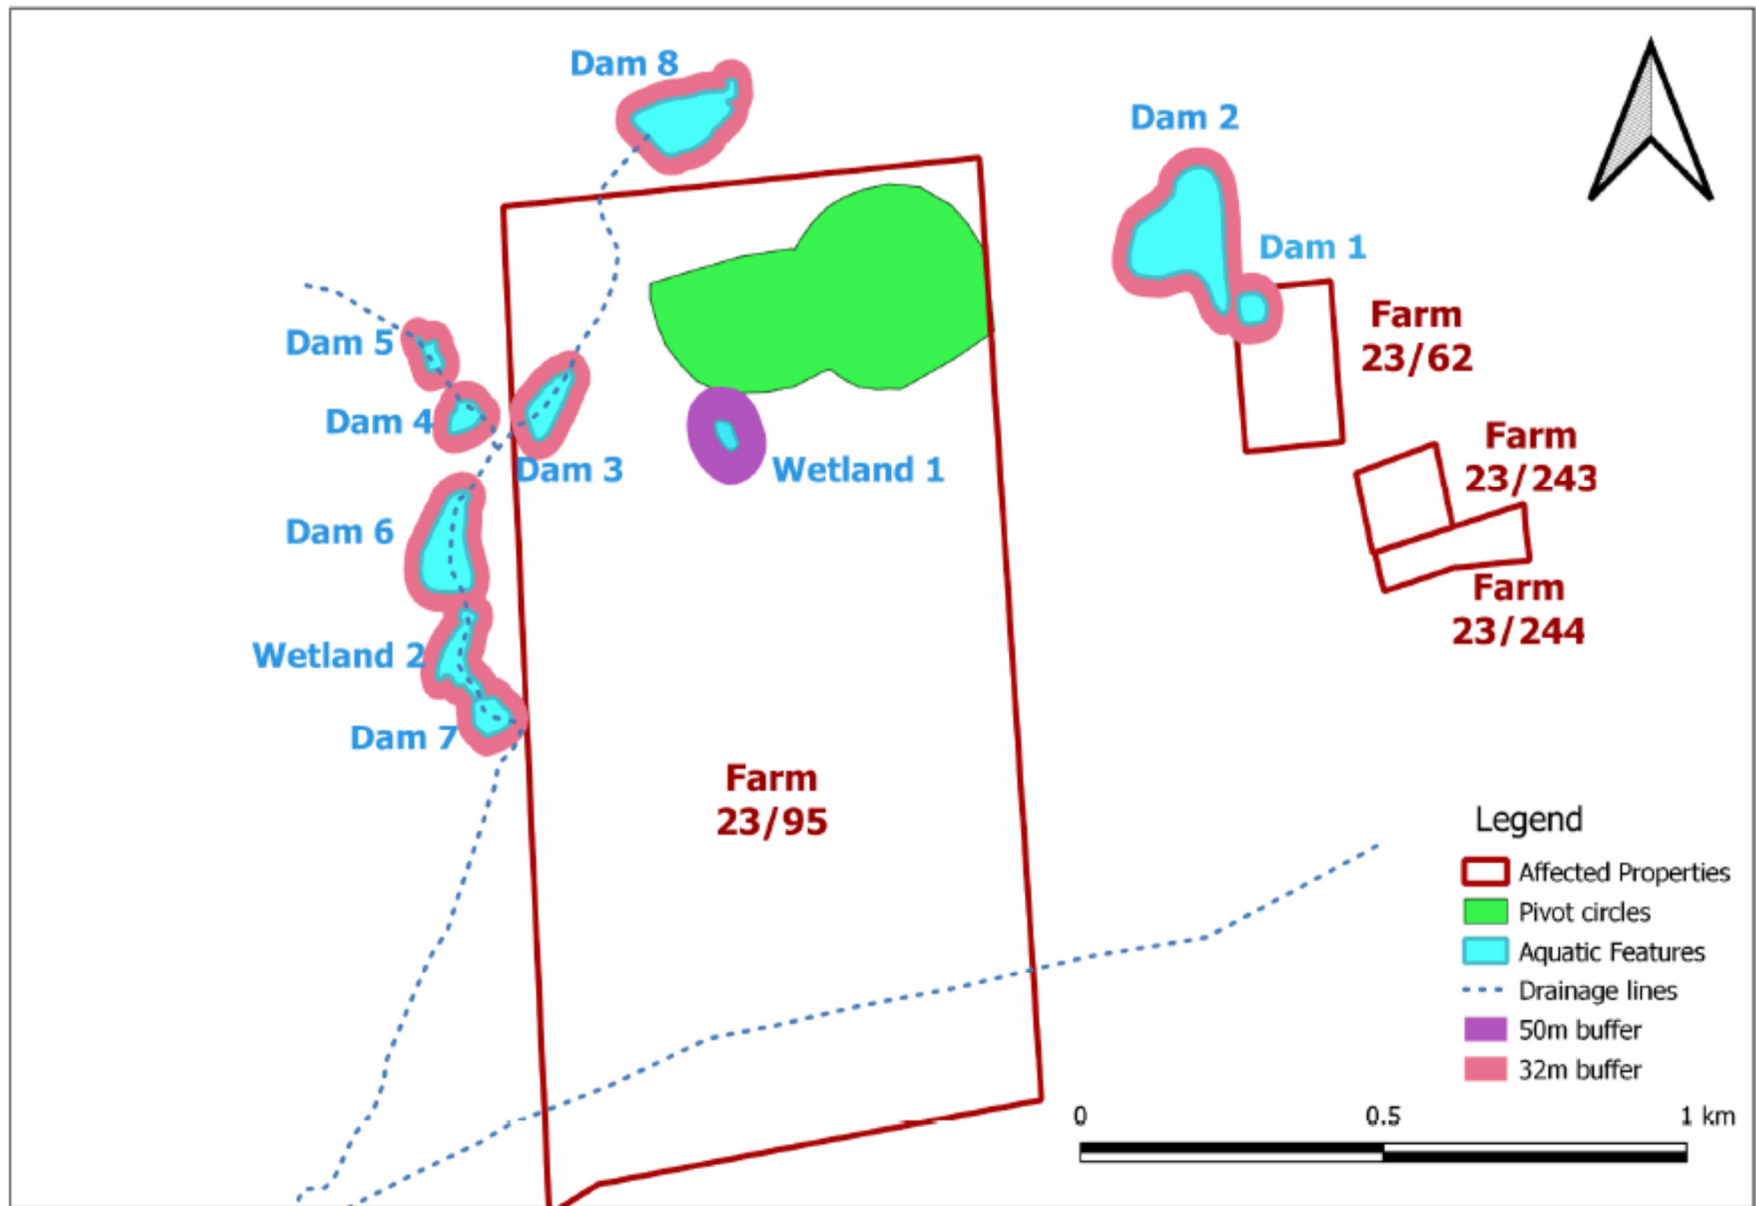 Dam 8
Dam 2
Dam 1
Farm
23/62
Dam 5
Dam 4
Dam 3
Wetland 1
Farm
23/243
Dam 6
Farm
23/244
Wetland 2
Dam 7
Farm
23/95
Legend
Affected Properties
Pivot circles
Aquatic Features
Drainage lines
50m buffer
32m buffer
0 0.5 1 km